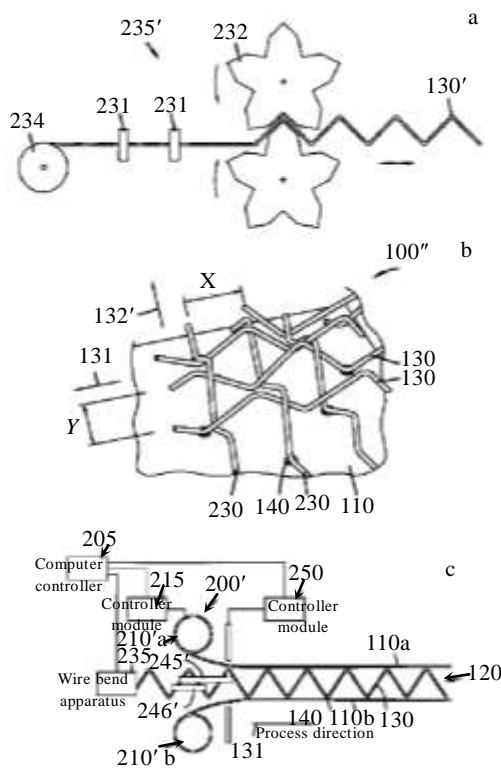 a
235′
232
231 231
130′
234
b
100″
X
132′
131
130
130
Y
230 140 230 110
c
205
Computer
controller
215
200′
250
Controller
module
Controller
module
210′a
110a
235
245′
120
Wire bend
apparatus
246′
140 110b 130
210′ b
131
Process direction